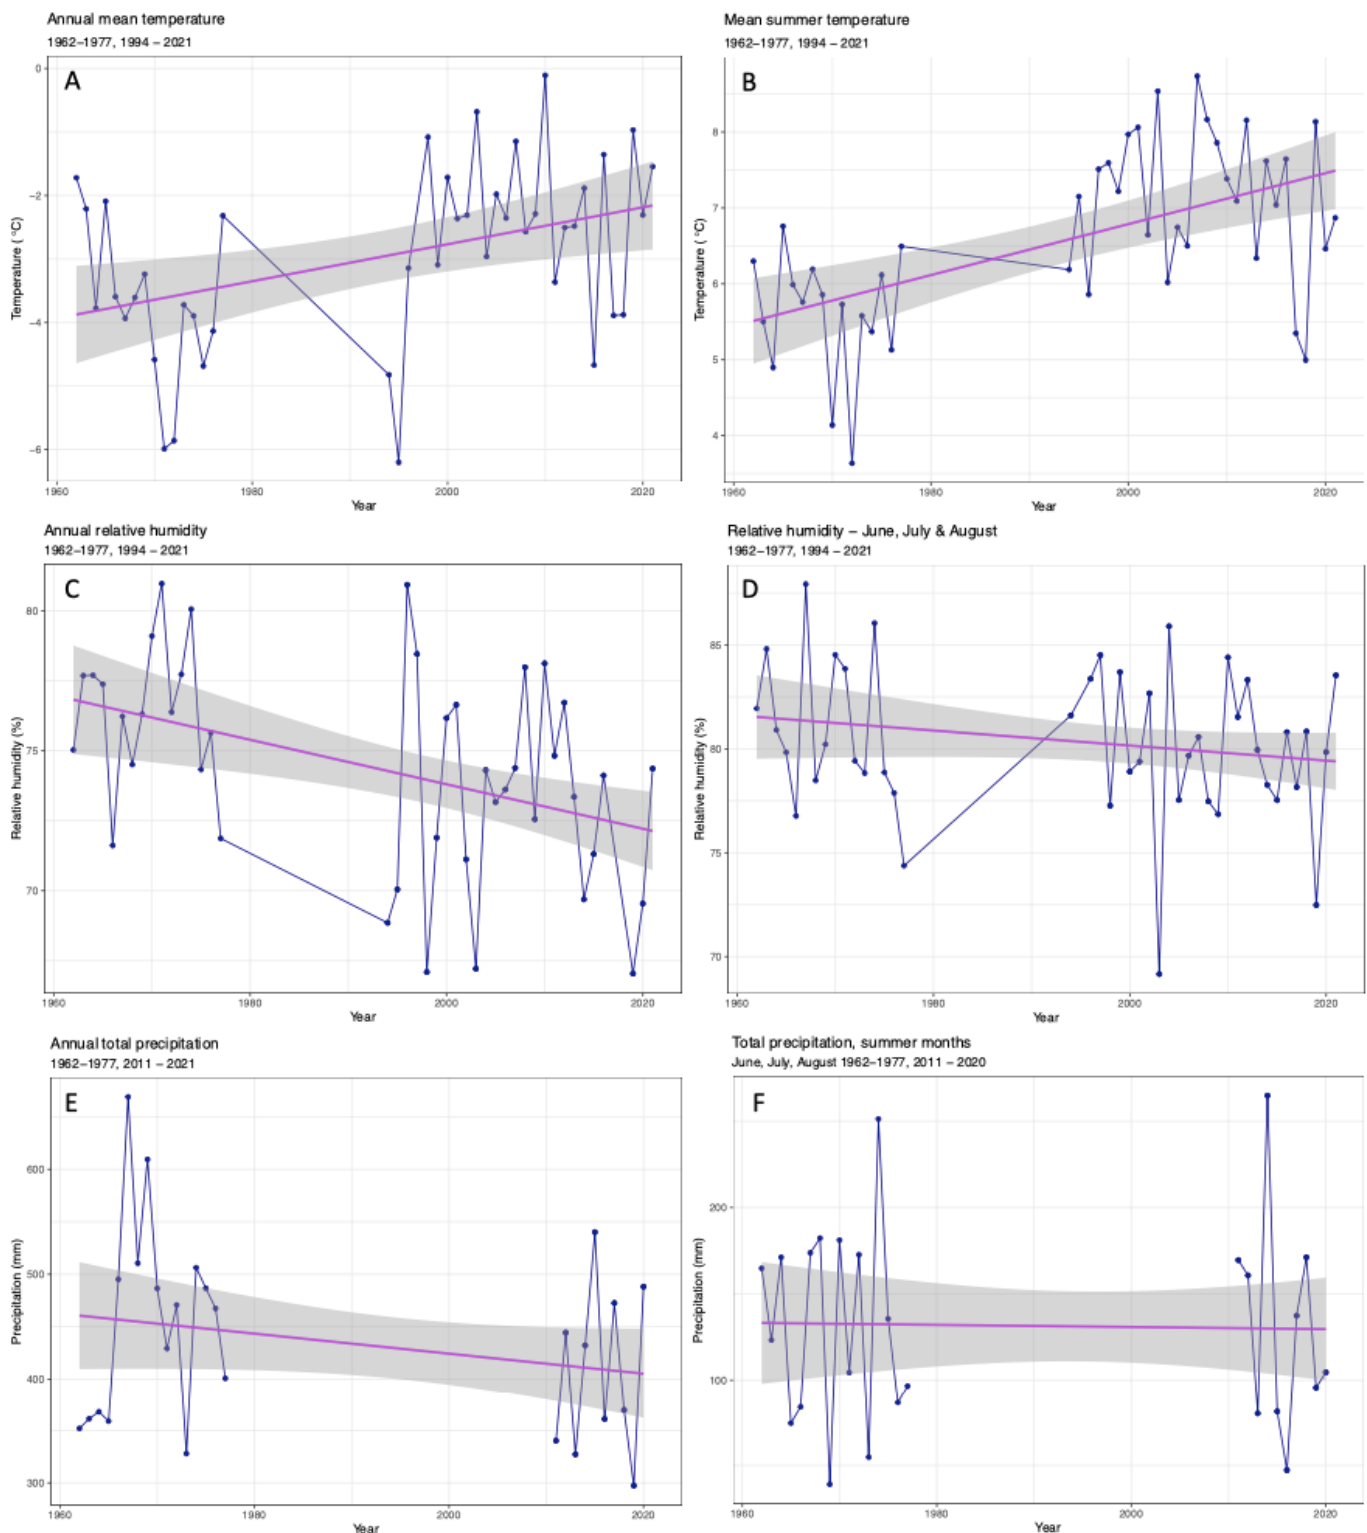 Annual mean temperature
1962–1977, 1994 – 2021
A
0
−2
−4
−6
Temperature ( °C)
1960
1980
2000
2020
Year
Mean summer temperature
1962–1977, 1994 – 2021
B
8
7
6
5
4
Temperature ( °C)
1960
1980
2000
2020
Year
Annual relative humidity
1962–1977, 1994 – 2021
C
80
75
70
Relative humidity (%)
1960
1980
2000
2020
Year
Relative humidity – June, July & August
1962–1977, 1994 – 2021
D
85
80
75
70
Relative humidity (%)
1960
1980
2000
2020
Year
Annual total precipitation
1962–1977, 2011 – 2021
E
600
500
400
300
Precipitation (mm)
1960
1980
2000
2020
Year
Total precipitation, summer months
June, July, August 1962–1977, 2011 – 2020
F
200
100
Precipitation (mm)
1960
1980
2000
2020
Year